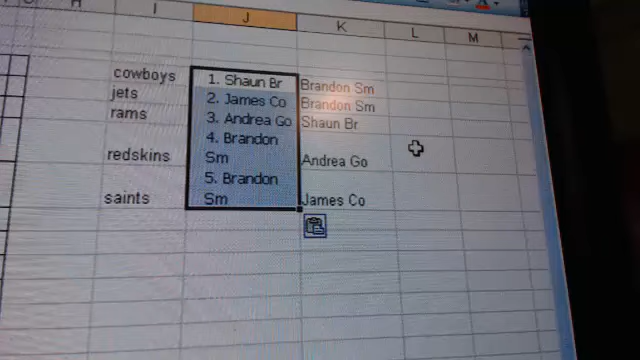 H I J K L M
cowboys 1. Shaun Br Brandon Sm
jets 2. James Co Brandon Sm
rams 3. Andrea Go Shaun Br
4. Brandon
redskins Sm Andrea Go
5. Brandon
saints Sm James Co